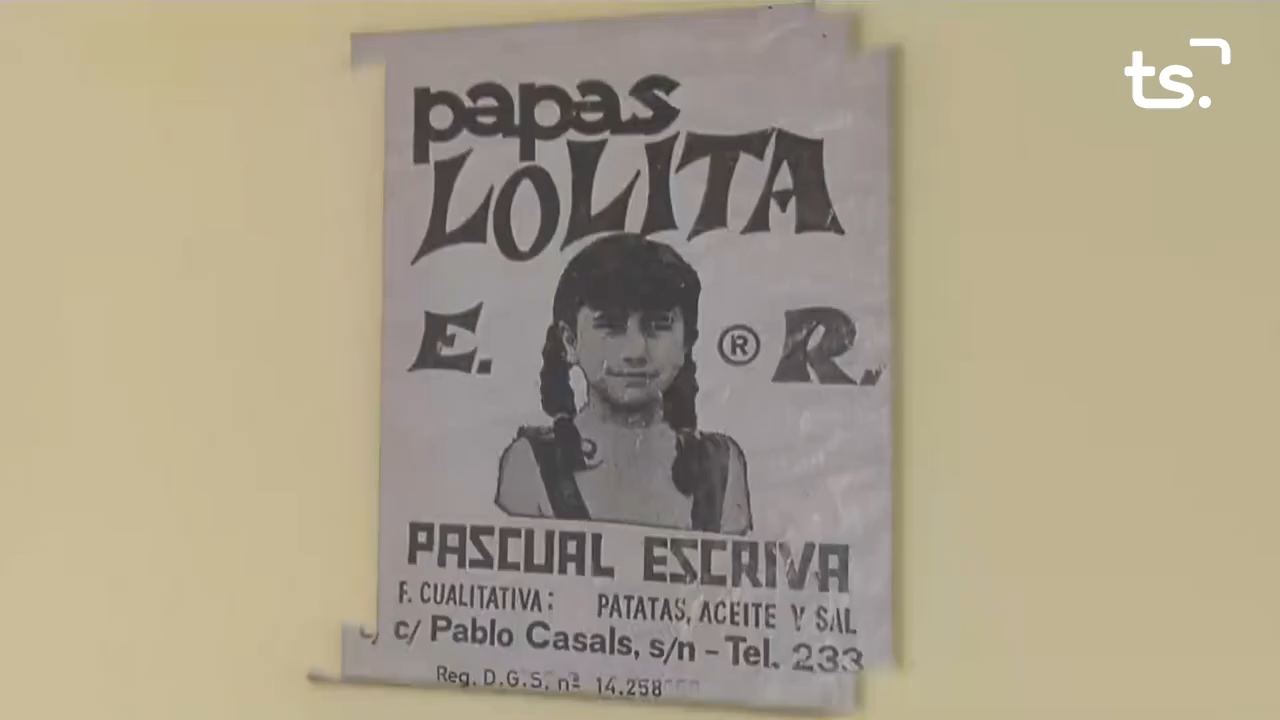 ts.
papas
LOLITA
E. ® R.
PASCUAL ESCRIVA
F. CUALITATIVA: PATATAS, ACEITE Y SAL
c/ Pablo Casals, s/n - Tel. 233
Reg. D.G.S. nº 14.258